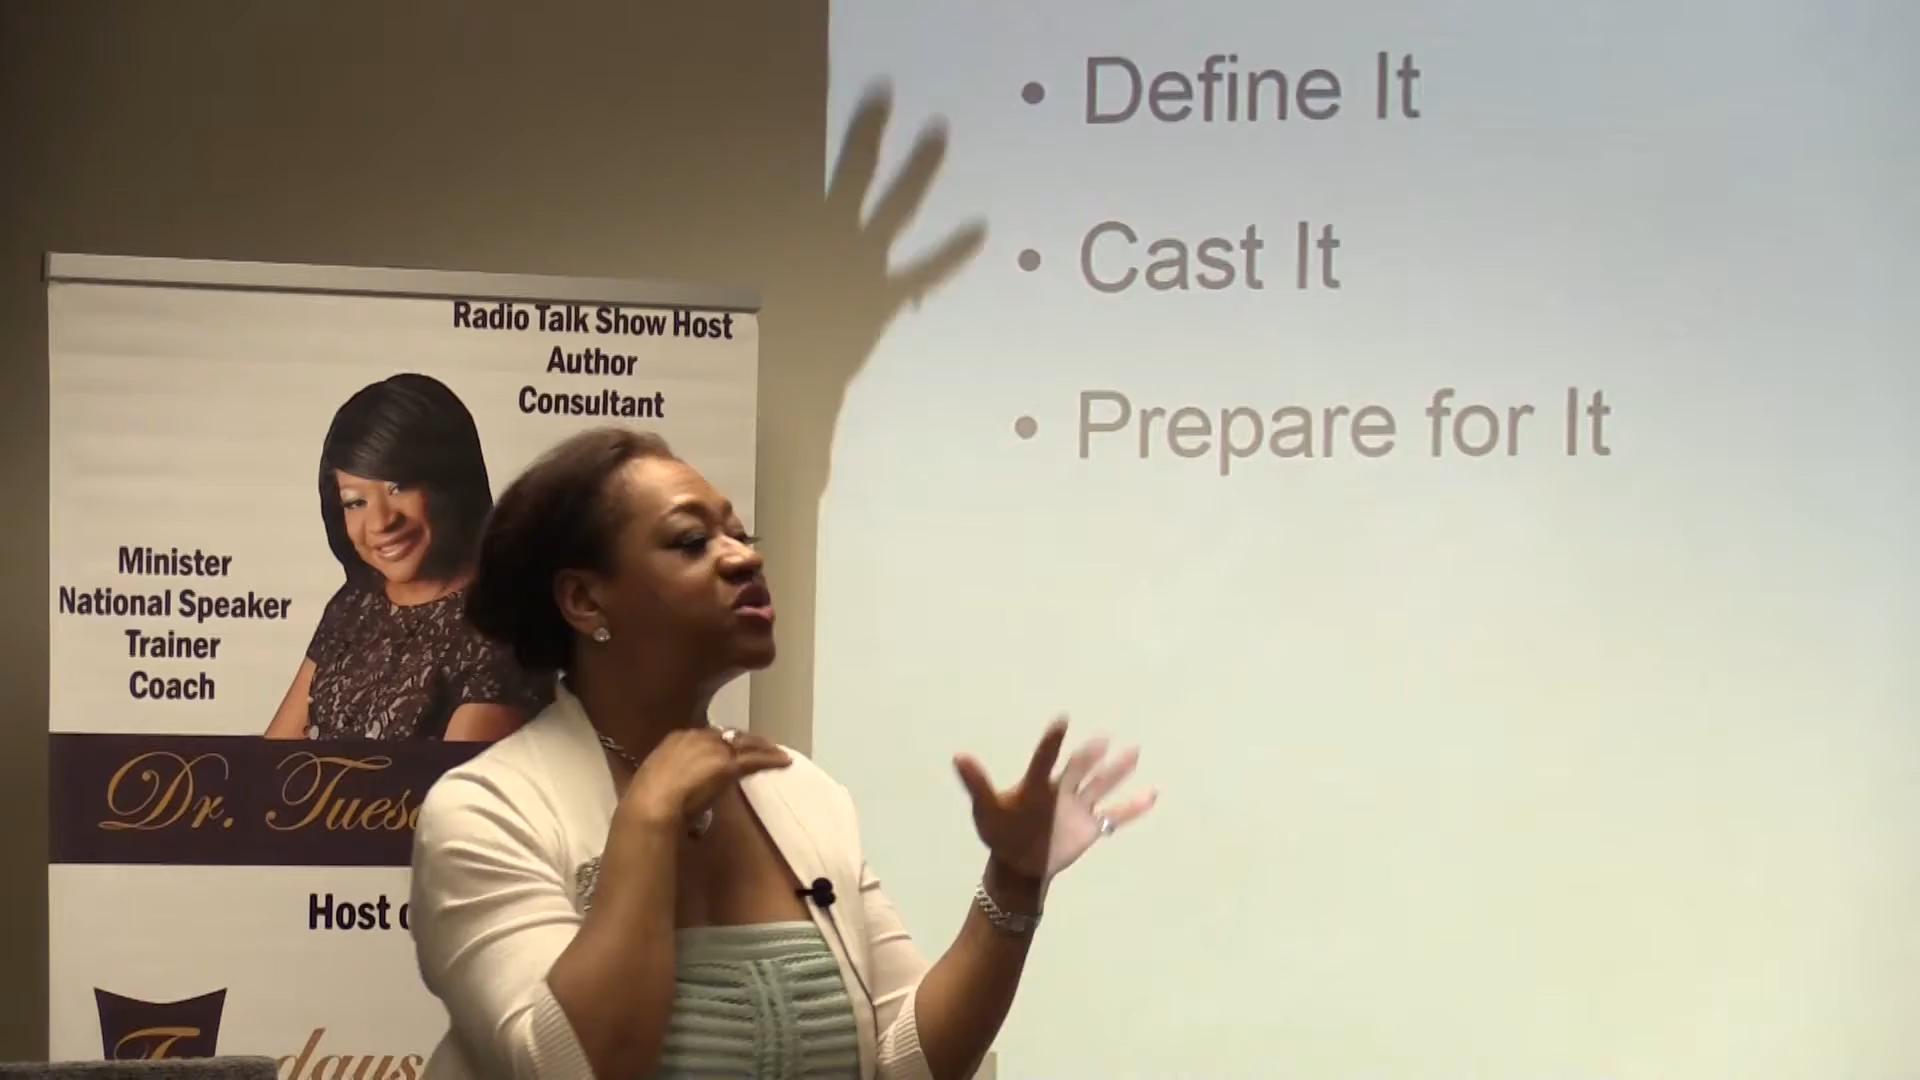 Radio Talk Show Host
Author
Consultant
Minister
National Speaker
Trainer
Coach
Dr.
Host
• Define It
• Cast It
• Prepare for It